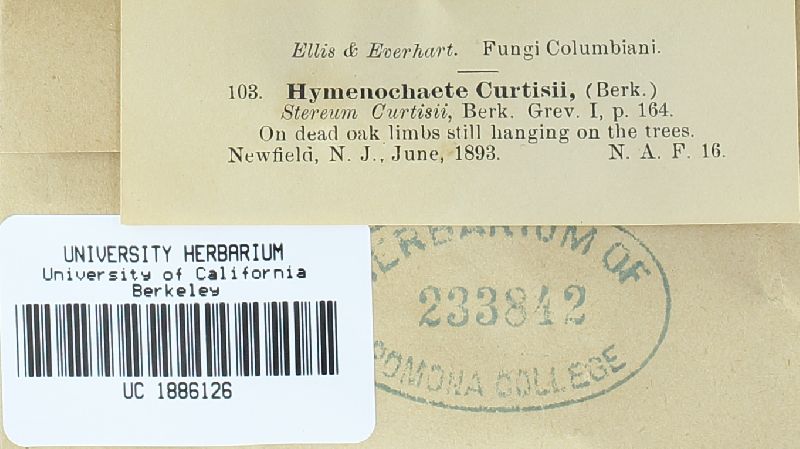 Ellis & Everhart. Fungi Columbiani.
103. Hymenochaete Curtisii, (Berk.)
Stereum Curtisii, Berk. Grev. I, p. 164.
On dead oak limbs still hanging on the trees.
Newfield, N. J., June, 1893. N. A. F. 16.
UNIVERSITY HERBARIUM
University of California
Berkeley
UC 1886126
HERBARIUM OF
233842
POMONA COLLEGE